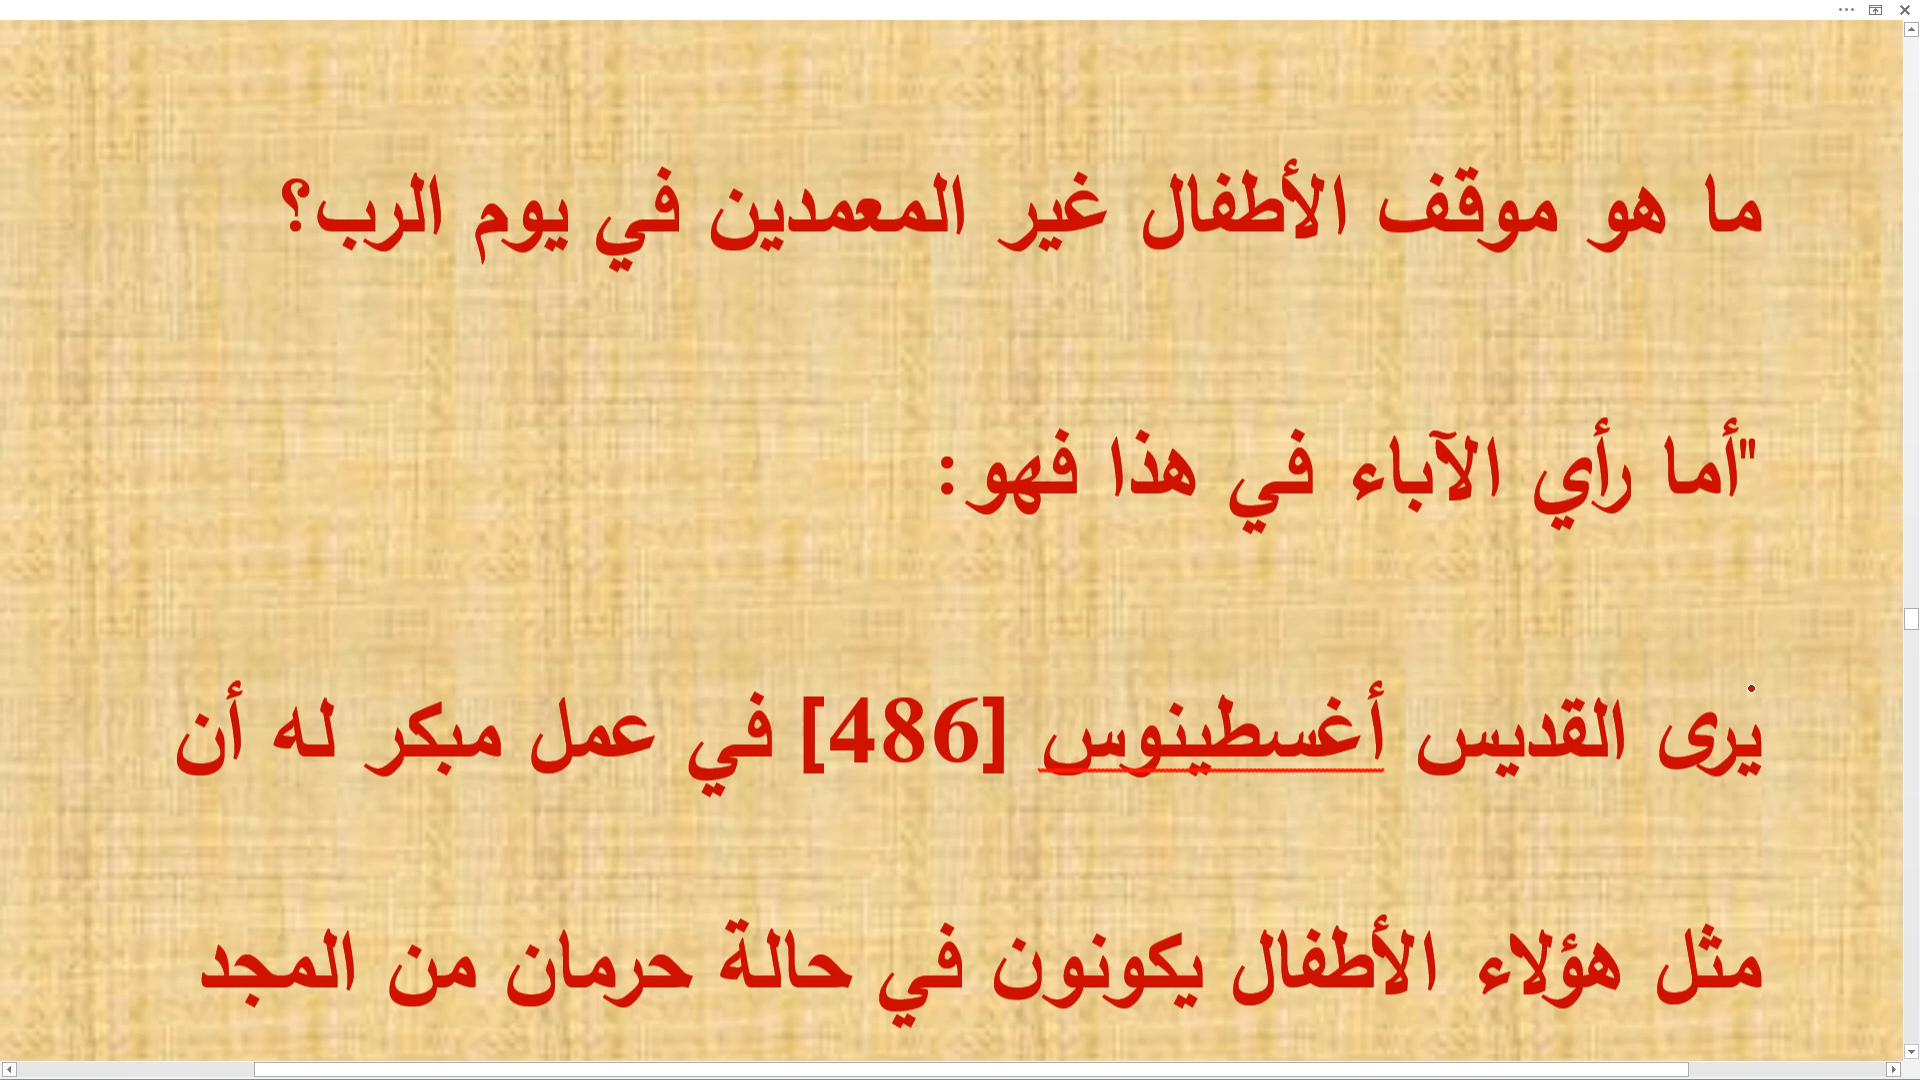 ما هو موقف الأطفال غير المعمدين في يوم الرب؟
"أما رأي الآباء في هذا فهو:
يرى القديس أغسطينوس [486] في عمل مبكر له أن
مثل هؤلاء الأطفال يكونون في حالة حرمان من المجد